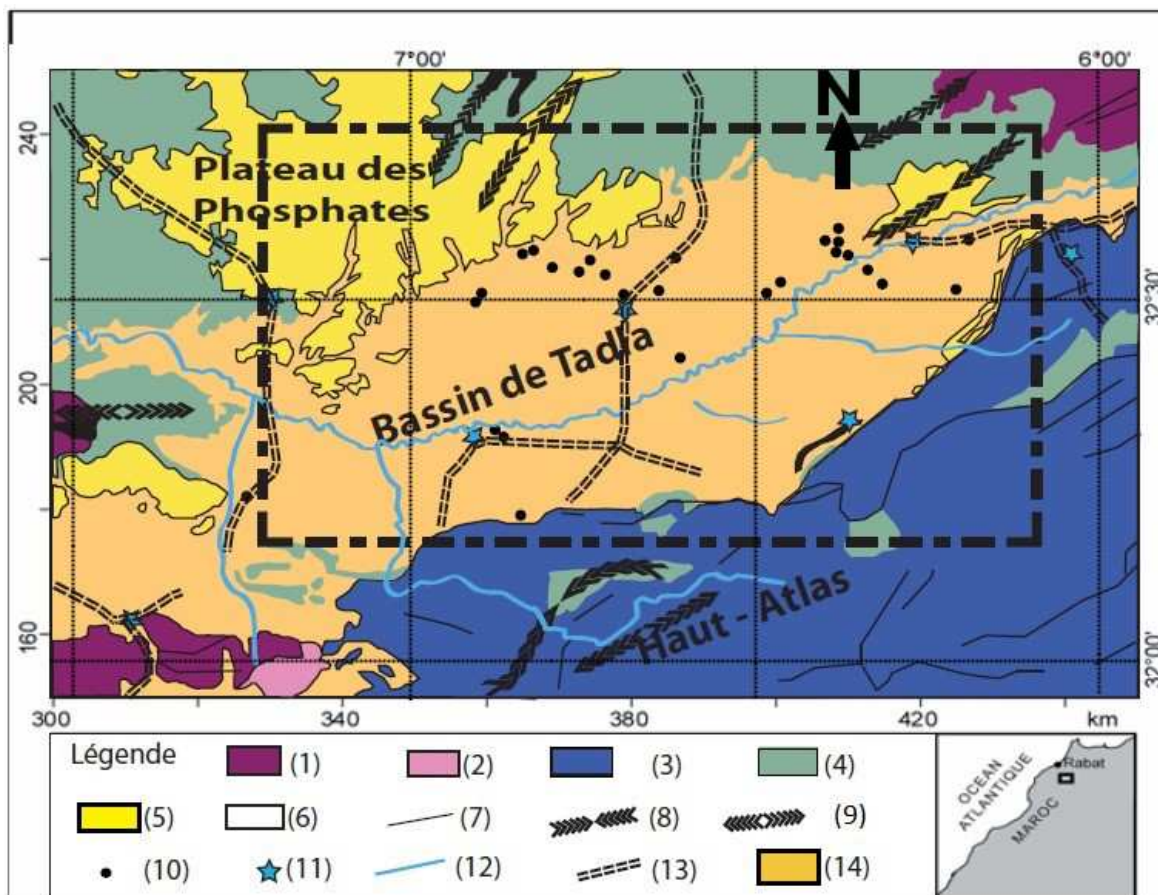 7°00' 6°00'
N
240
Plateau des
Phosphates
32°30'
200
Bassin de Tadla
Haut - Atlas
160
32°00'
300 340 380 420 km
Légende (1) (2) (3) (4)
(5) (6) (7) (8) (9)
(10) (11) (12) (13) (14)
OCEAN
ATLANTIQUE
Rabat
MAROC